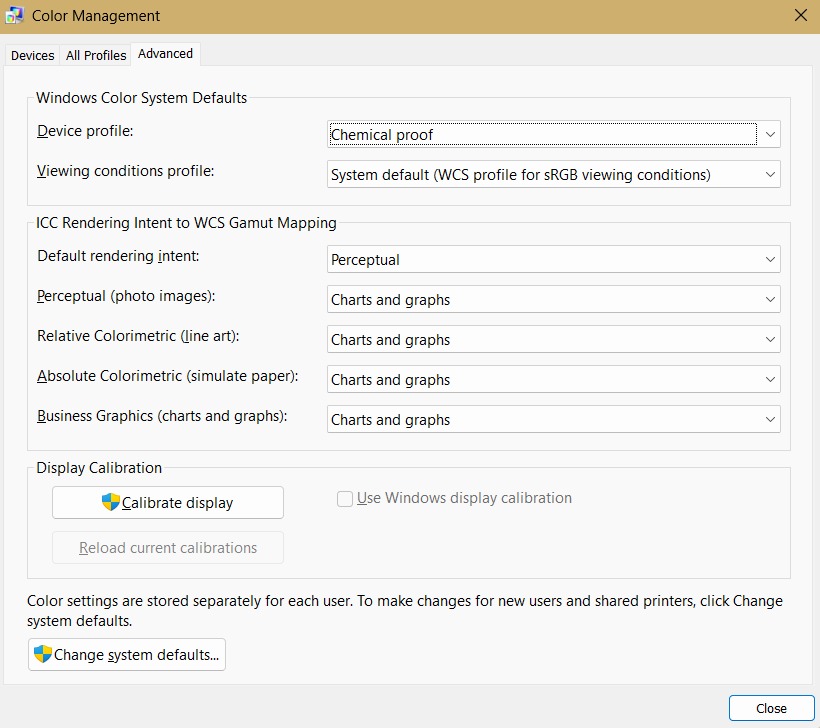 Color Management
Devices All Profiles Advanced
Windows Color System Defaults
Device profile: Chemical proof
Viewing conditions profile: System default (WCS profile for sRGB viewing conditions)
ICC Rendering Intent to WCS Gamut Mapping
Default rendering intent: Perceptual
Perceptual (photo images): Charts and graphs
Relative Colorimetric (line art): Charts and graphs
Absolute Colorimetric (simulate paper): Charts and graphs
Business Graphics (charts and graphs): Charts and graphs
Display Calibration
Calibrate display Use Windows display calibration
Reload current calibrations
Color settings are stored separately for each user. To make changes for new users and shared printers, click Change
system defaults.
Change system defaults...
Close